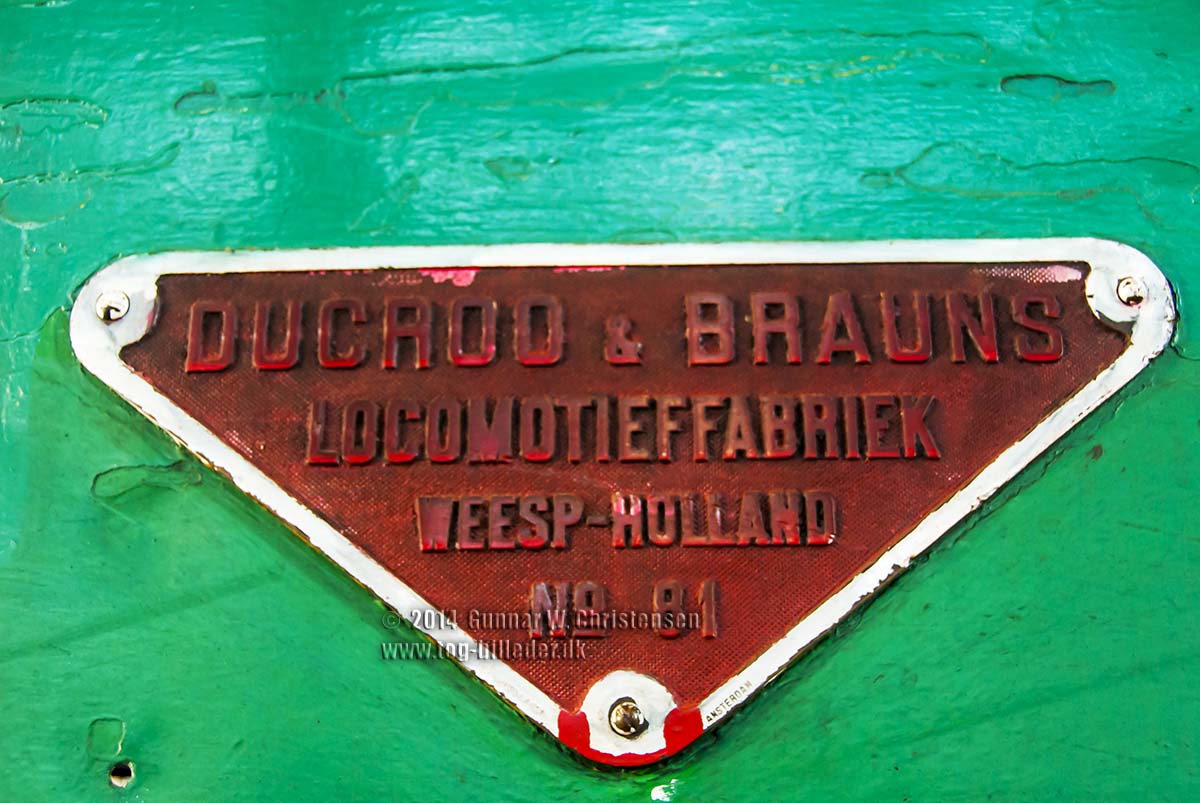 DUCROO & BRAUNS
LOCOMOTIEFFABRIEK
WEESP-HOLLAND
No 81
© 2014 Gunnar W. Christensen
www.tog-billeder.dk
AMSTERDAM